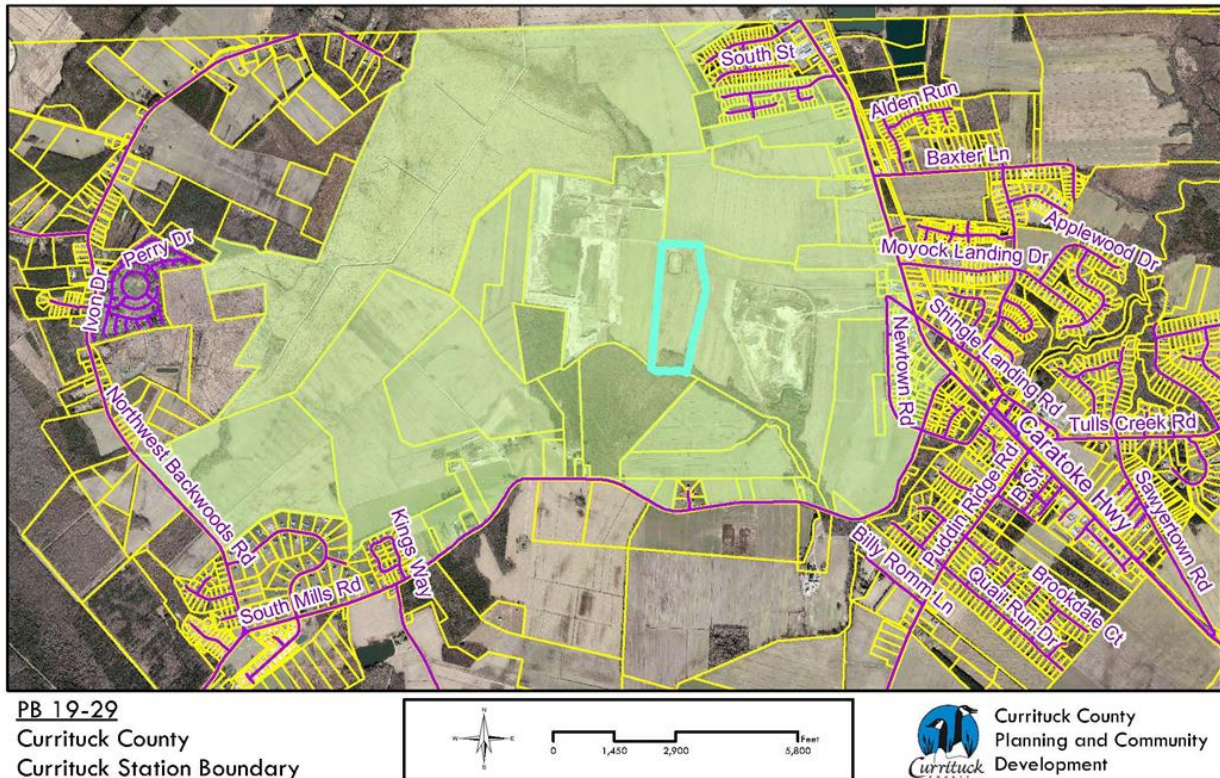 South St
Alden Run
Baxter Ln
Applewood Dr
Moyock Landing Dr
Perry Dr
Ivon Dr
Shingle Landing Rd
Newtown Rd
Tulls Creek Rd
Caratoke Hwy
Northwest Backwoods Rd
Puddin Ridge Rd
B St
Sawyertown Rd
Kings Way
Billy Romm Ln
Quail Run Dr
Brookdale Ct
South Mills Rd
PB 19-29
Currituck County
Currituck Station Boundary
N
W
E
S
Feet
0
1,450
2,900
5,800
Currituck
Currituck County
Planning and Community
Development